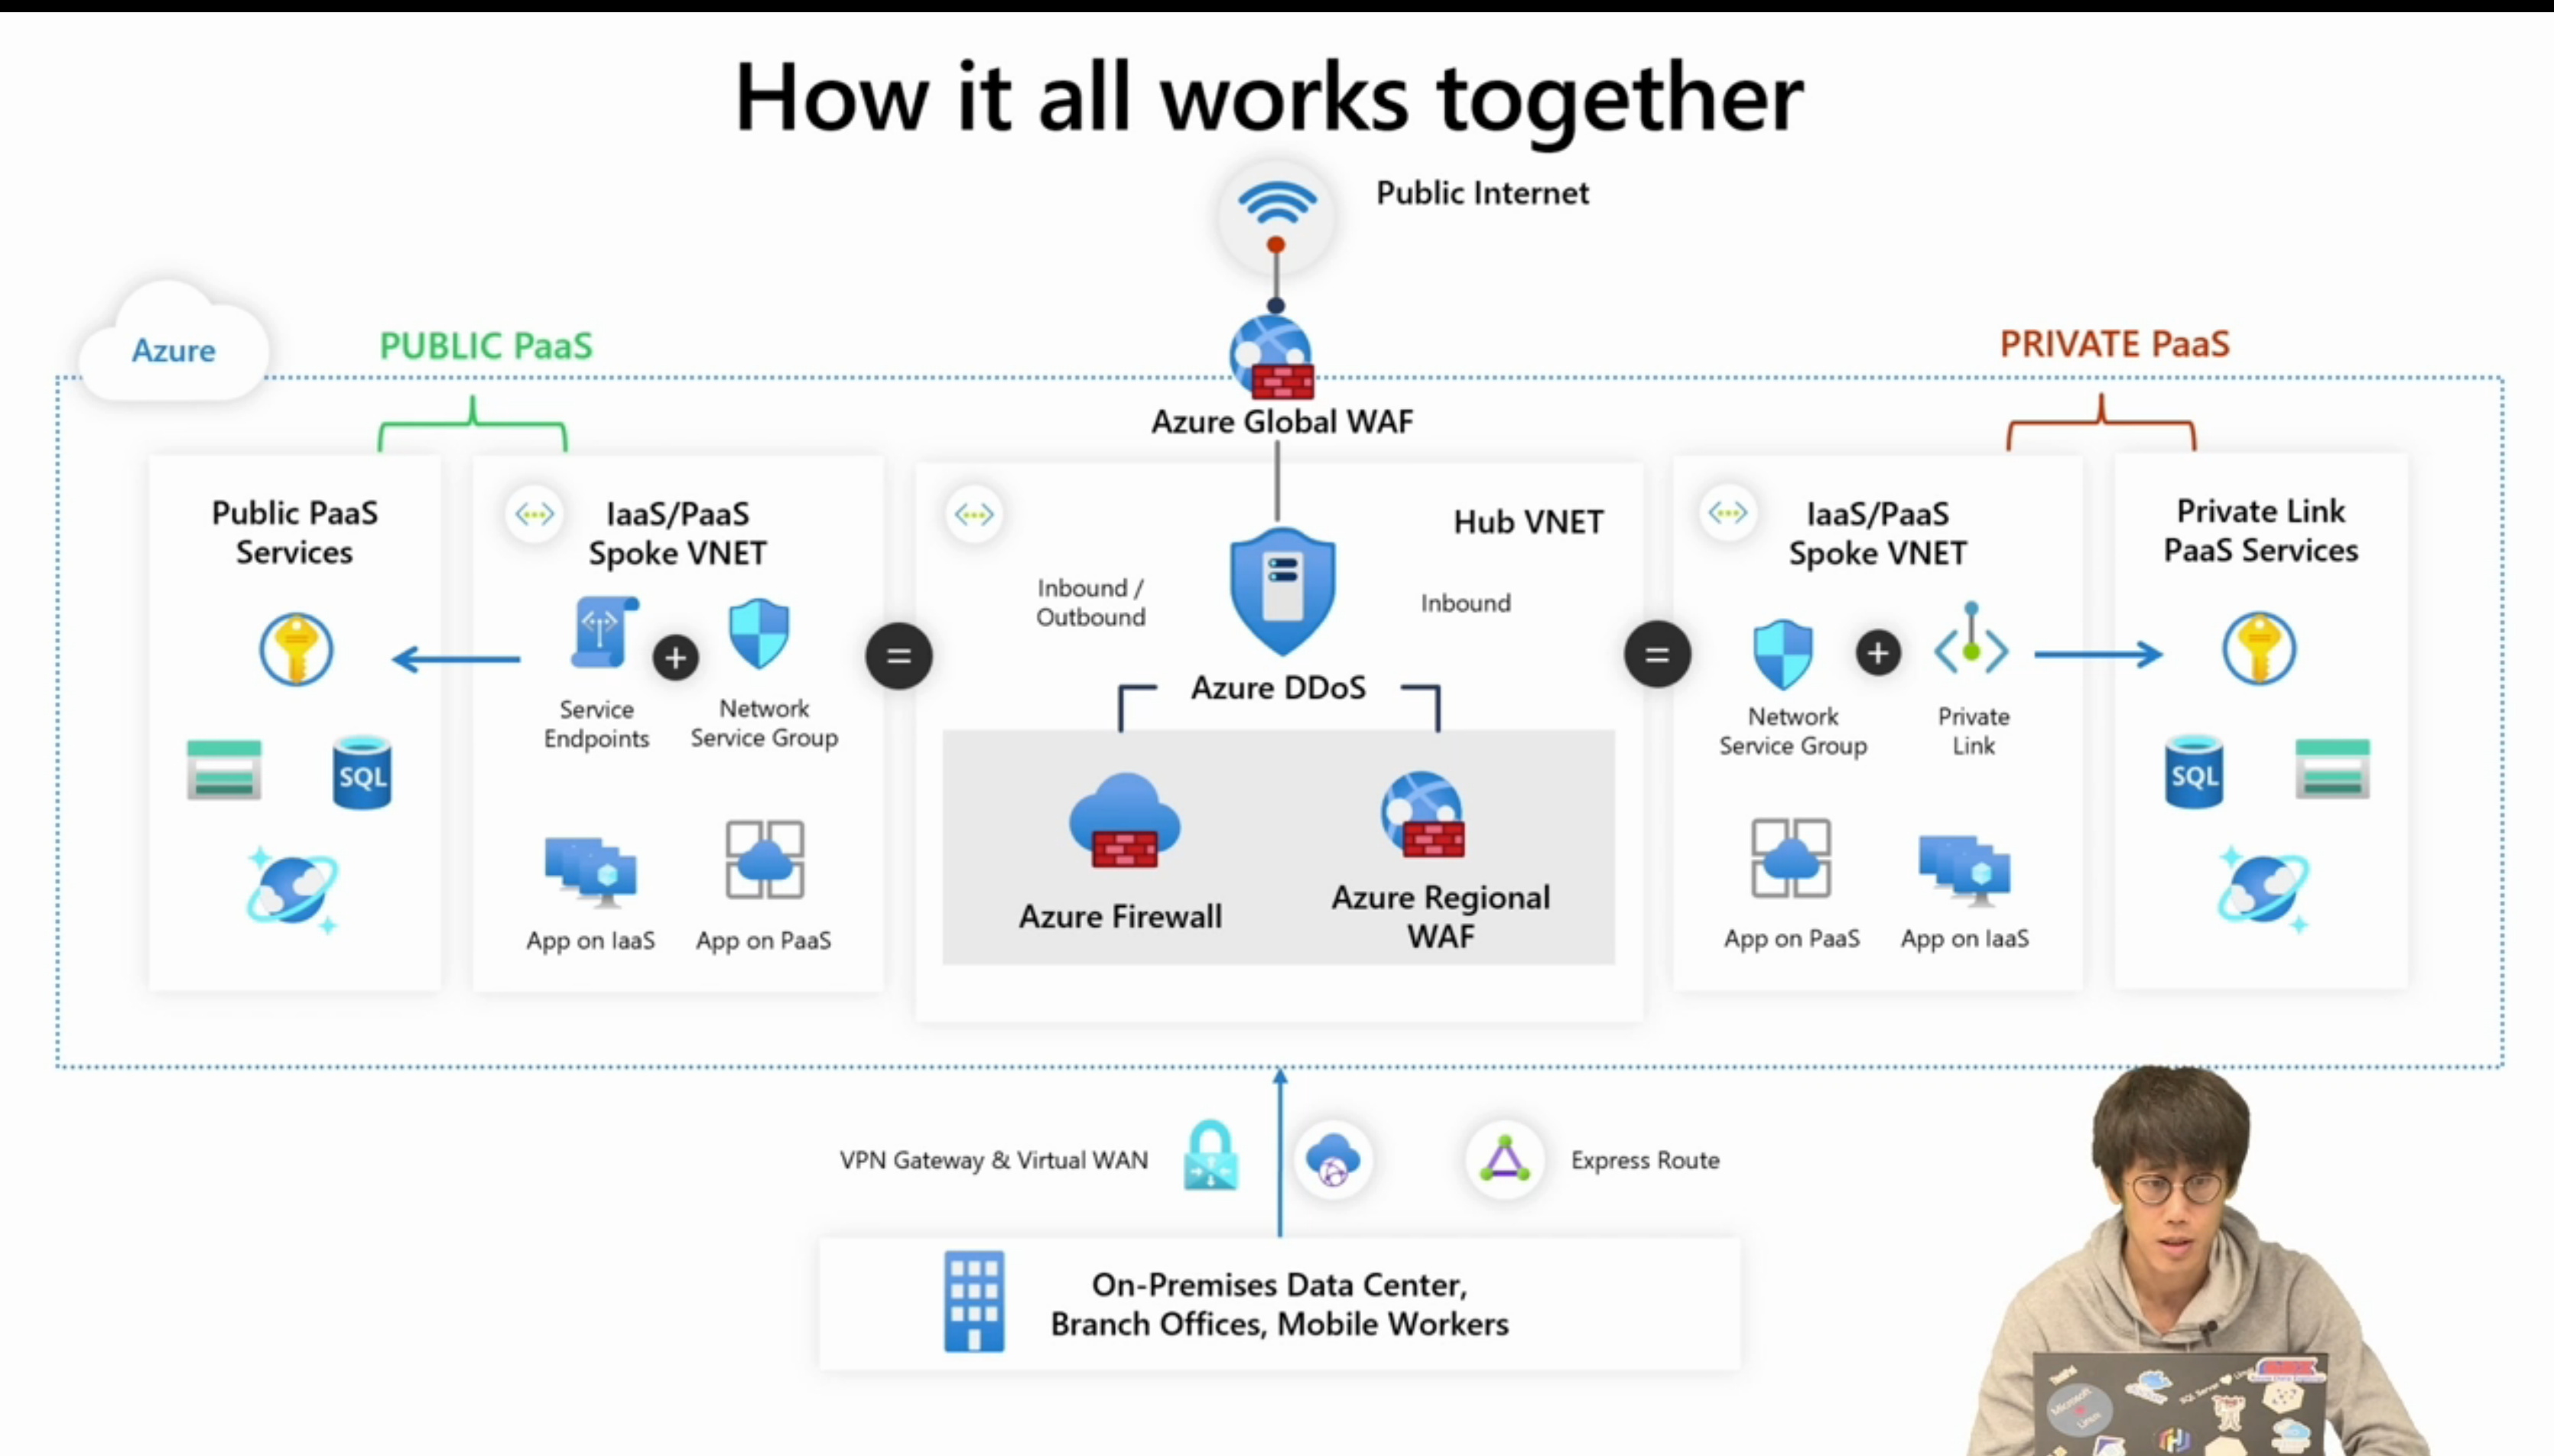 How it all works together
Public Internet
Azure
PUBLIC PaaS
PRIVATE PaaS
Azure Global WAF
Public PaaS
Services
SQL
IaaS/PaaS
Spoke VNET
Service
Endpoints
+
Network
Service Group
App on IaaS
App on PaaS
=
Hub VNET
Inbound /
Outbound
Inbound
Azure DDoS
Azure Firewall
Azure Regional
WAF
=
IaaS/PaaS
Spoke VNET
Network
Service Group
+
Private
Link
App on PaaS
App on IaaS
Private Link
PaaS Services
SQL
VPN Gateway & Virtual WAN
Express Route
On-Premises Data Center,
Branch Offices, Mobile Workers
Microsoft
Linux